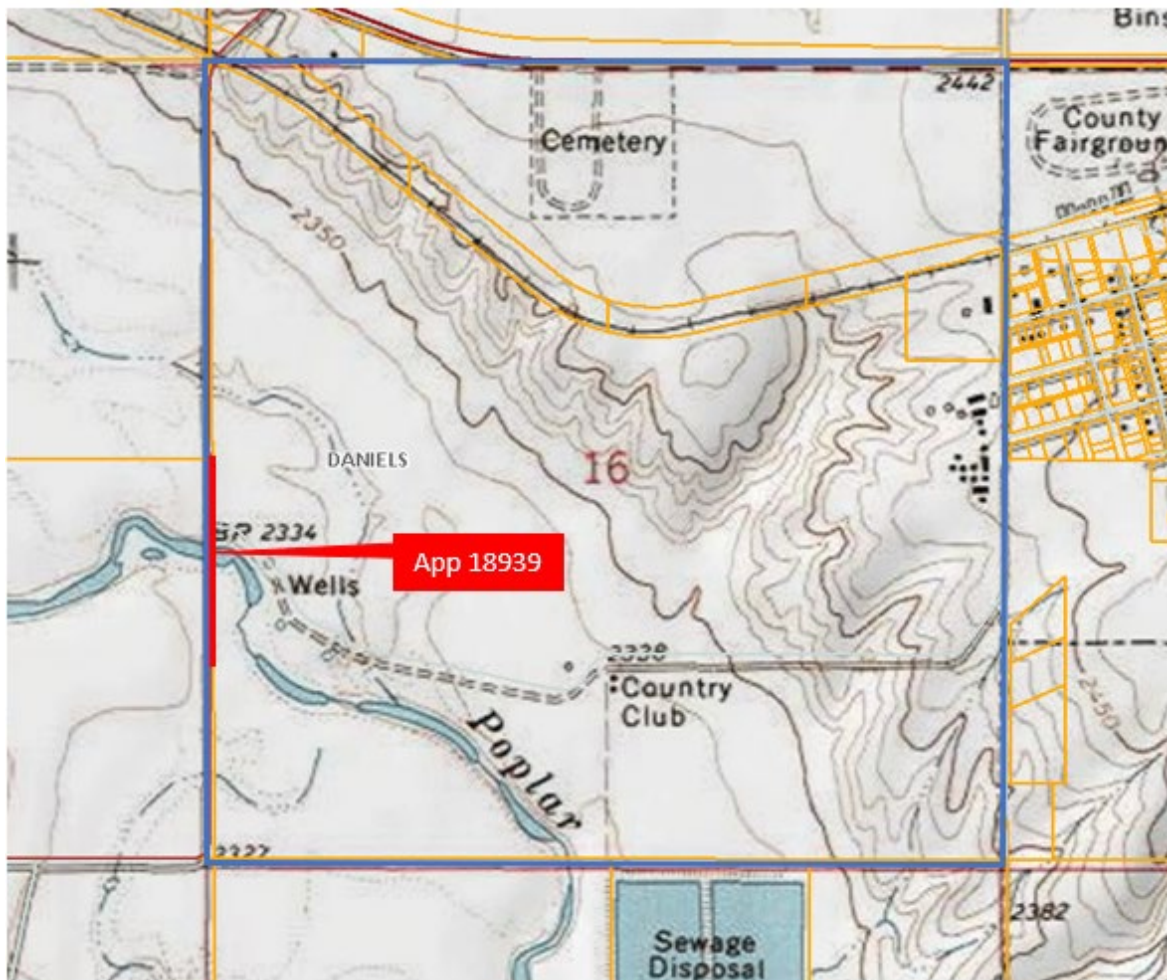 Bins
2442
County
Fairgroun
Cemetery
2350
16
DANIELS
2334
App 18939
Wells
2338
Country
Club
Poplar
2450
2327
2382
Sewage
Disposal